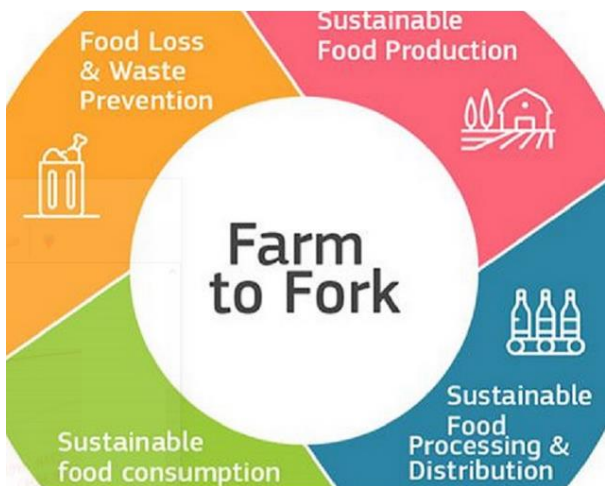 Food Loss
& Waste
Prevention
Sustainable
Food Production
Farm
to Fork
Sustainable
Food
Processing &
Distribution
Sustainable
food consumption